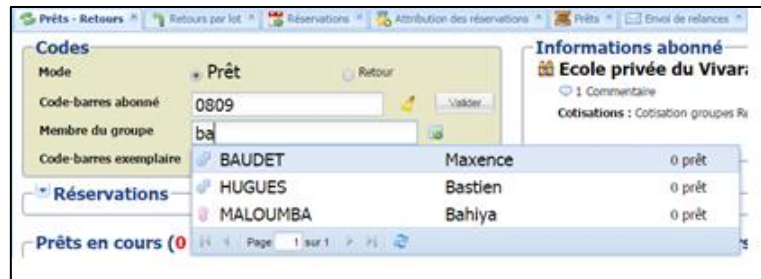 Prêts - Retours Retours par lot Réservations Attribution des réservations Prêts Envoi de relances
Codes
Mode Prêt Retour
Code-barres abonné 0809 Valider
Membre du groupe ba
Code-barres exemplaire
BAUDET Maxence 0 prêt
HUGUES Bastien 0 prêt
MALOUMBA Bahiya 0 prêt
Page 1 sur 1
Réservations
Prêts en cours (0
Informations abonné
Ecole privée du Vivar
1 Commentaire
Cotisations : Cotisation groupes Re